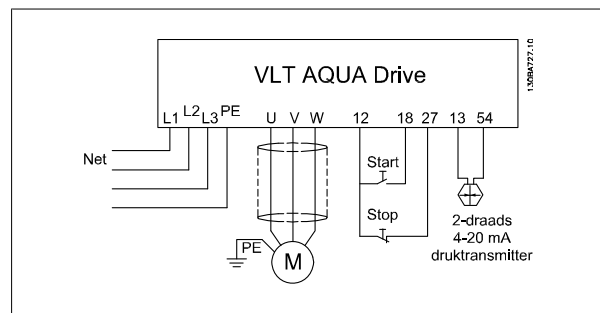 VLT AQUA Drive
130BA727.10
L1 L2 L3 PE U V W 12 18 27 13 54
Net
Start
Stop
PE
M
2-draads
4-20 mA
druktransmitter